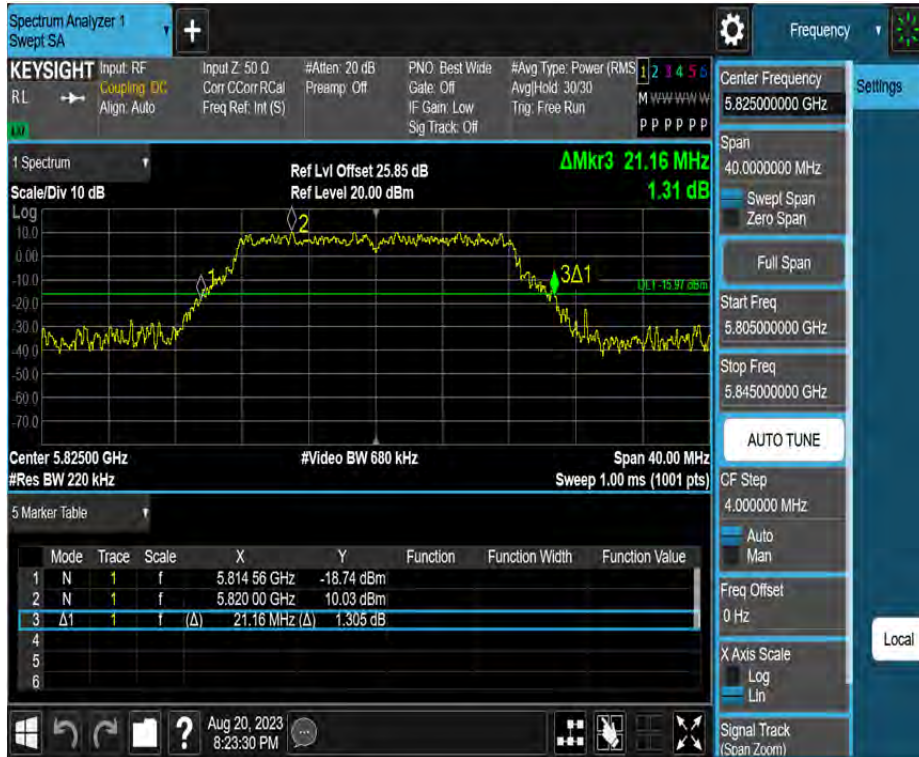 Spectrum Analyzer 1
Swept SA
+
Frequency
KEYSIGHT
RL
LXI
Input: RF
Coupling: DC
Align: Auto
Input Z: 50 Ω
Corr CCorr RCal
Freq Ref: Int (S)
#Atten: 20 dB
Preamp: Off
PNO: Best Wide
Gate: Off
IF Gain: Low
Sig Track: Off
#Avg Type: Power (RMS
Avg|Hold: 30/30
Trig: Free Run
1 2 3 4 5 6
M W W W W W
P P P P P P
Center Frequency
5.825000000 GHz
Settings
Span
40.0000000 MHz
Swept Span
Zero Span
Full Span
Start Freq
5.805000000 GHz
Stop Freq
5.845000000 GHz
AUTO TUNE
CF Step
4.000000 MHz
Auto
Man
Freq Offset
0 Hz
X Axis Scale
Log
Lin
Signal Track
(Span Zoom)
Local
1 Spectrum
Scale/Div 10 dB
Ref Lvl Offset 25.85 dB
Ref Level 20.00 dBm
ΔMkr3 21.16 MHz
1.31 dB
Log
10.0
0.00
-10.0
-20.0
-30.0
-40.0
-50.0
-60.0
-70.0
1
2
3Δ1
DL1 -15.97 dBm
Center 5.82500 GHz
#Video BW 680 kHz
Span 40.00 MHz
#Res BW 220 kHz
Sweep 1.00 ms (1001 pts)
5 Marker Table
Mode Trace Scale X Y Function Function Width Function Value
1 N 1 f 5.814 56 GHz -18.74 dBm
2 N 1 f 5.820 00 GHz 10.03 dBm
3 Δ1 1 f (Δ) 21.16 MHz (Δ) 1.305 dB
4
5
6
?
Aug 20, 2023
8:23:30 PM